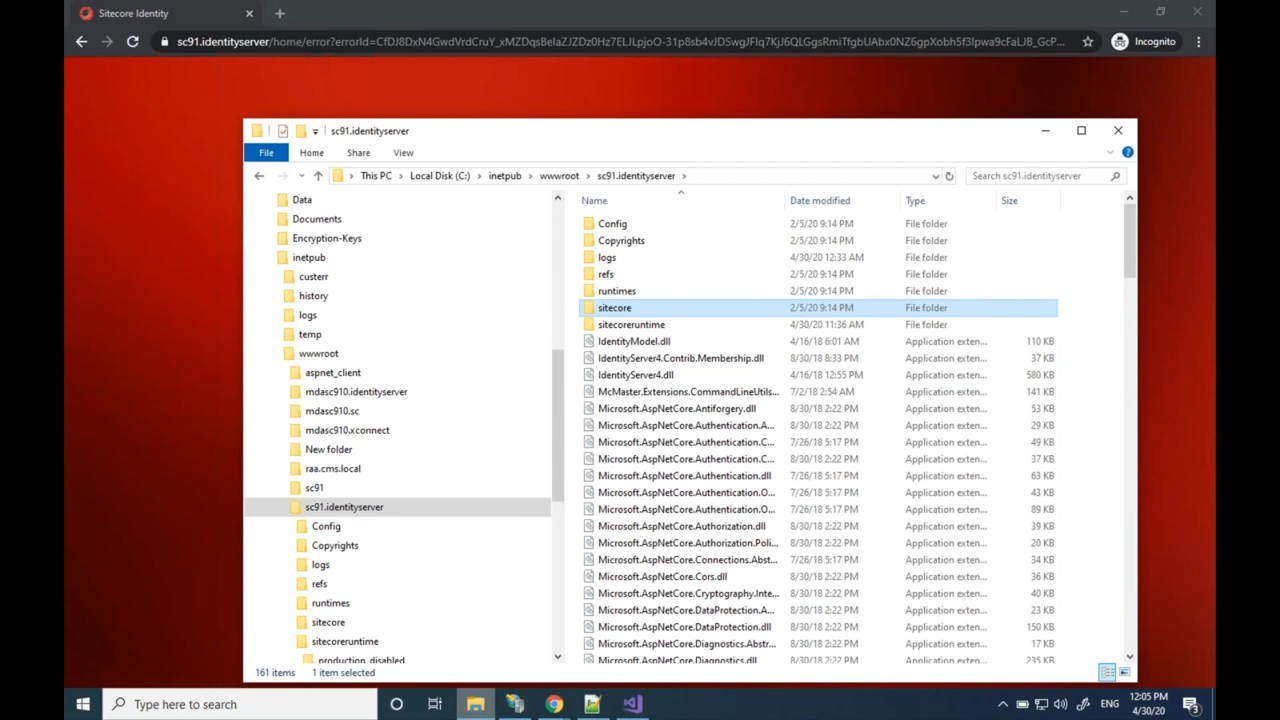 Sitecore Identity
sc91.identityserver/home/error?errorId=CfDJ8DxN4GwdVrdCruY_xMZDqsBeIaZJZDz0Hz7ELJLpjoO-31p8sb4vJDSwgJFIq7KjJ6QLGgsRmiTfgbUAbx0NZ6gpXobh5f3Ipwa9cFaLJB_GcP...
Incognito
sc91.identityserver
File Home Share View
This PC > Local Disk (C:) > inetpub > wwwroot > sc91.identityserver >
Search sc91.identityserver
Data
Documents
Encryption-Keys
inetpub
custerr
history
logs
temp
wwwroot
aspnet_client
mdasc910.identityserver
mdasc910.sc
mdasc910.xconnect
New folder
raa.cms.local
sc91
sc91.identityserver
Config
Copyrights
logs
refs
runtimes
sitecore
sitecoreruntime
production_disabled
Name Date modified Type Size
Config 2/5/20 9:14 PM File folder
Copyrights 2/5/20 9:14 PM File folder
logs 4/30/20 12:33 AM File folder
refs 2/5/20 9:14 PM File folder
runtimes 2/5/20 9:14 PM File folder
sitecore 2/5/20 9:14 PM File folder
sitecoreruntime 4/30/20 11:36 AM File folder
IdentityModel.dll 4/16/18 6:01 AM Application exten... 110 KB
IdentityServer4.Contrib.Membership.dll 8/30/18 8:33 PM Application exten... 37 KB
IdentityServer4.dll 4/16/18 12:55 PM Application exten... 580 KB
McMaster.Extensions.CommandLineUtils... 7/2/18 2:54 AM Application exten... 141 KB
Microsoft.AspNetCore.Antiforgery.dll 8/30/18 2:22 PM Application exten... 53 KB
Microsoft.AspNetCore.Authentication.A... 8/30/18 2:22 PM Application exten... 29 KB
Microsoft.AspNetCore.Authentication.C... 7/26/18 5:17 PM Application exten... 49 KB
Microsoft.AspNetCore.Authentication.C... 8/30/18 2:22 PM Application exten... 37 KB
Microsoft.AspNetCore.Authentication.dll 7/26/18 5:17 PM Application exten... 63 KB
Microsoft.AspNetCore.Authentication.O... 7/26/18 5:17 PM Application exten... 43 KB
Microsoft.AspNetCore.Authentication.O... 7/26/18 5:17 PM Application exten... 89 KB
Microsoft.AspNetCore.Authorization.dll 8/30/18 2:22 PM Application exten... 39 KB
Microsoft.AspNetCore.Authorization.Poli... 8/30/18 2:22 PM Application exten... 20 KB
Microsoft.AspNetCore.Connections.Abst... 7/26/18 5:17 PM Application exten... 34 KB
Microsoft.AspNetCore.Cors.dll 8/30/18 2:22 PM Application exten... 36 KB
Microsoft.AspNetCore.Cryptography.Inte... 8/30/18 2:22 PM Application exten... 40 KB
Microsoft.AspNetCore.DataProtection.A... 8/30/18 2:22 PM Application exten... 23 KB
Microsoft.AspNetCore.DataProtection.dll 8/30/18 2:22 PM Application exten... 150 KB
Microsoft.AspNetCore.Diagnostics.Abstr... 8/30/18 2:22 PM Application exten... 17 KB
Microsoft.AspNetCore.Diagnostics.dll 8/30/18 2:22 PM Application exten... 235 KB
161 items 1 item selected
Type here to search
ENG
12:05 PM
4/30/20
3